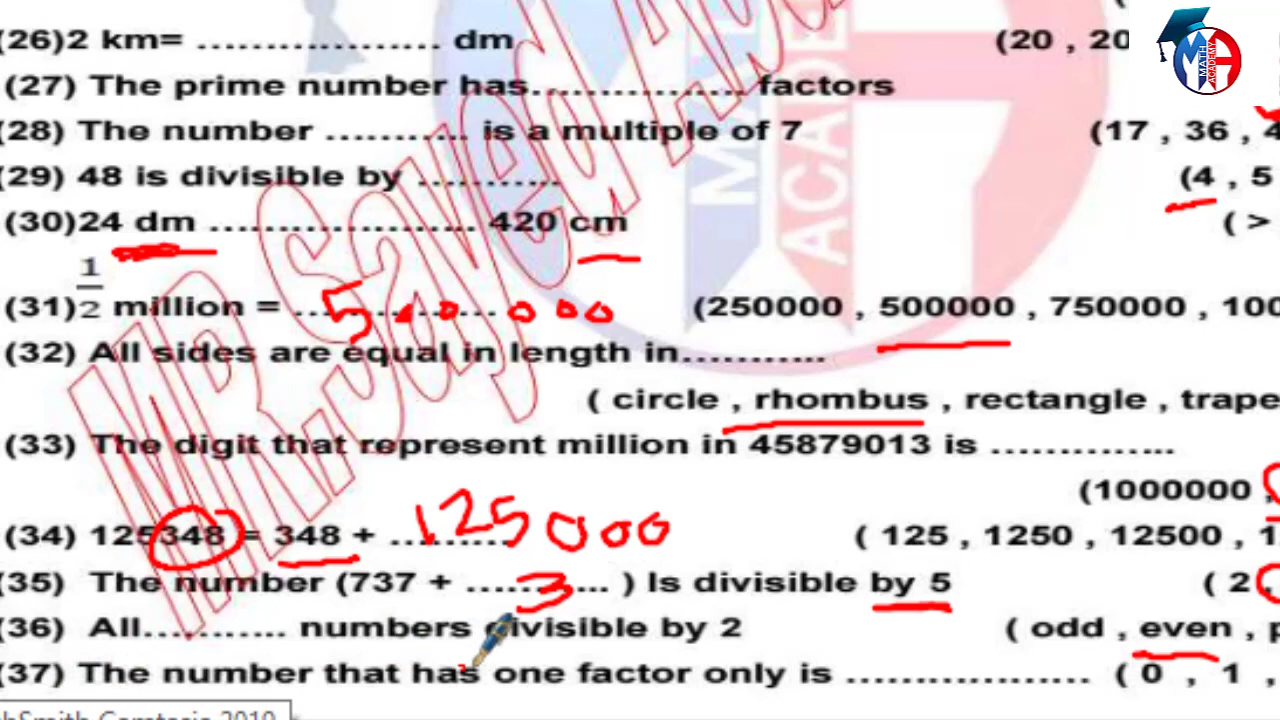 (26)2 km= .................... dm (20 , 20
(27) The prime number has.................. factors
(28) The number ........... is a multiple of 7 (17 , 36 , 4
(29) 48 is divisible by ........... (4 , 5
(30)24 dm ..................... 420 cm ( >
(31) 1/2 million = ................ 500000 (250000 , 500000 , 750000 , 100
(32) All sides are equal in length in...........
( circle , rhombus , rectangle , trape
(33) The digit that represent million in 45879013 is ..............
(1000000 ,
(34) 125348 = 348 + .......... 125000 ( 125 , 1250 , 12500 , 1
(35) The number (737 + ....... 3 ... ) Is divisible by 5 ( 2 ,
(36) All........... numbers divisible by 2 ( odd , even , p
(37) The number that has one factor only is .................. ( 0 , 1 ,
MR.Sayed
MATH
ACADEMY